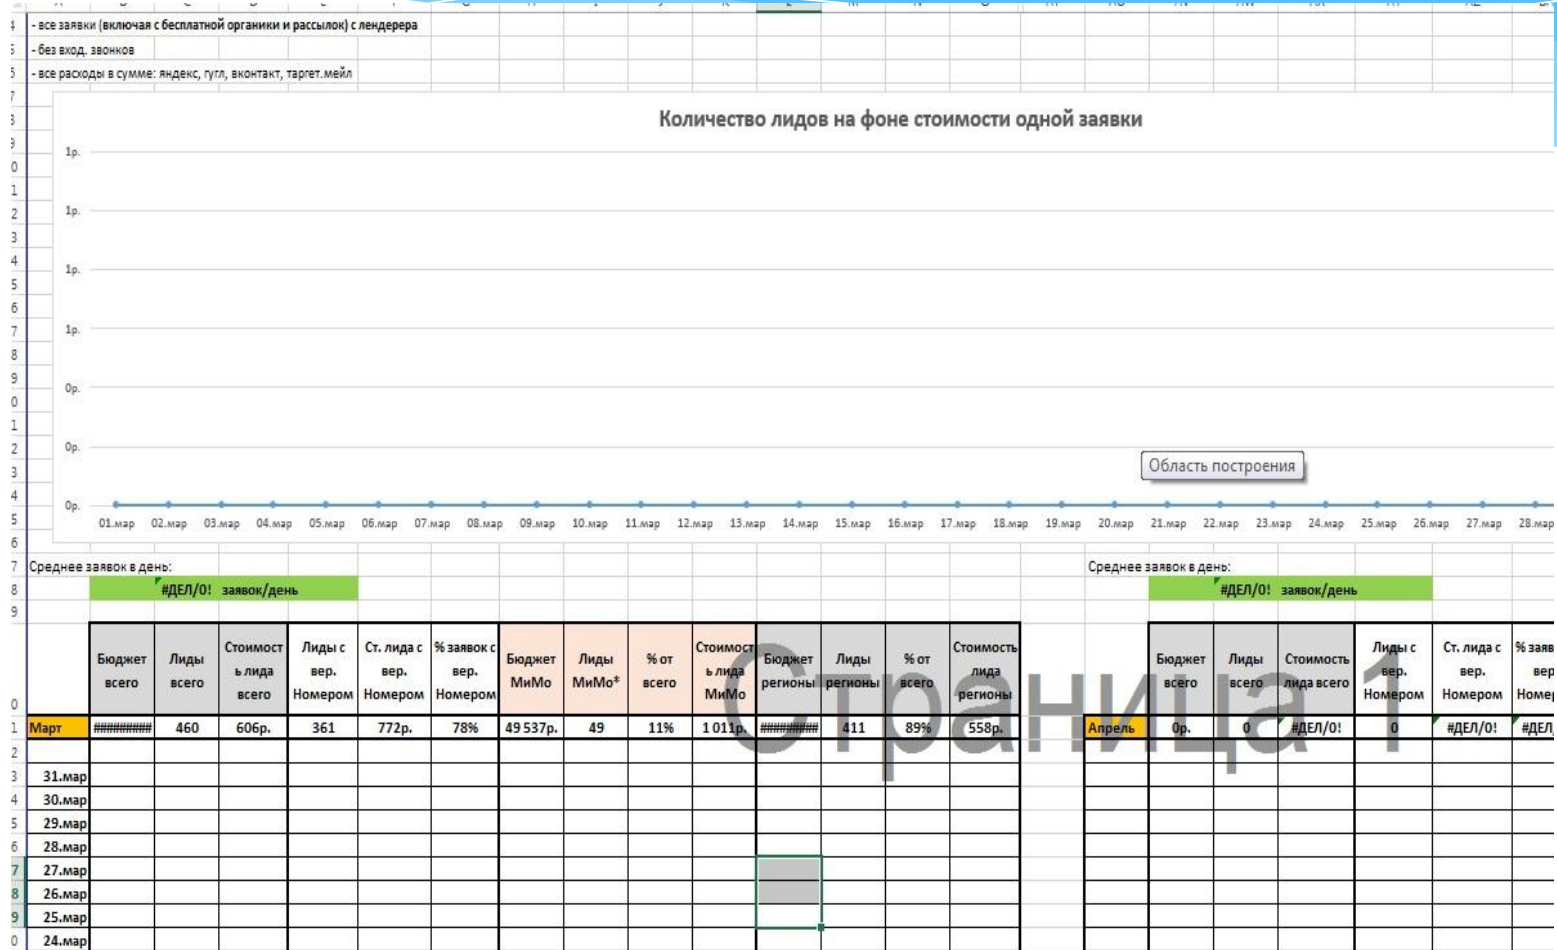 - все заявки (включая с бесплатной органики и рассылок) с лендерера
- без вход. звонков
- все расходы в сумме: яндекс, гугл, вконтакт, таргет.мейл
Количество лидов на фоне стоимости одной заявки
1р.
1р.
1р.
1р.
0р.
0р.
Область построения
0р.
01.мар 02.мар 03.мар 04.мар 05.мар 06.мар 07.мар 08.мар 09.мар 10.мар 11.мар 12.мар 13.мар 14.мар 15.мар 16.мар 17.мар 18.мар 19.мар 20.мар 21.мар 22.мар 23.мар 24.мар 25.мар 26.мар 27.мар 28.мар
Среднее заявок в день: Среднее заявок в день:
#ДЕЛ/0! заявок/день #ДЕЛ/0! заявок/день
Бюджет всего Лиды всего Стоимость лида всего Лиды с вер. Номером Ст. лида с вер. Номером % заявок с вер. Номером Бюджет МиМо Лиды МиМо* % от всего Стоимость лида МиМо Бюджет регионы Лиды регионы % от всего Стоимость лида регионы Бюджет всего Лиды всего Стоимость лида всего Лиды с вер. Номером Ст. лида с вер. Номером
Март ######### 460 606р. 361 772р. 78% 49 537р. 49 11% 1 011р. ######### 411 89% 558р. Апрель 0р. 0 #ДЕЛ/0! 0 #ДЕЛ/0! #ДЕЛ
Страница 1
31.мар
30.мар
29.мар
28.мар
27.мар
26.мар
25.мар
24.мар